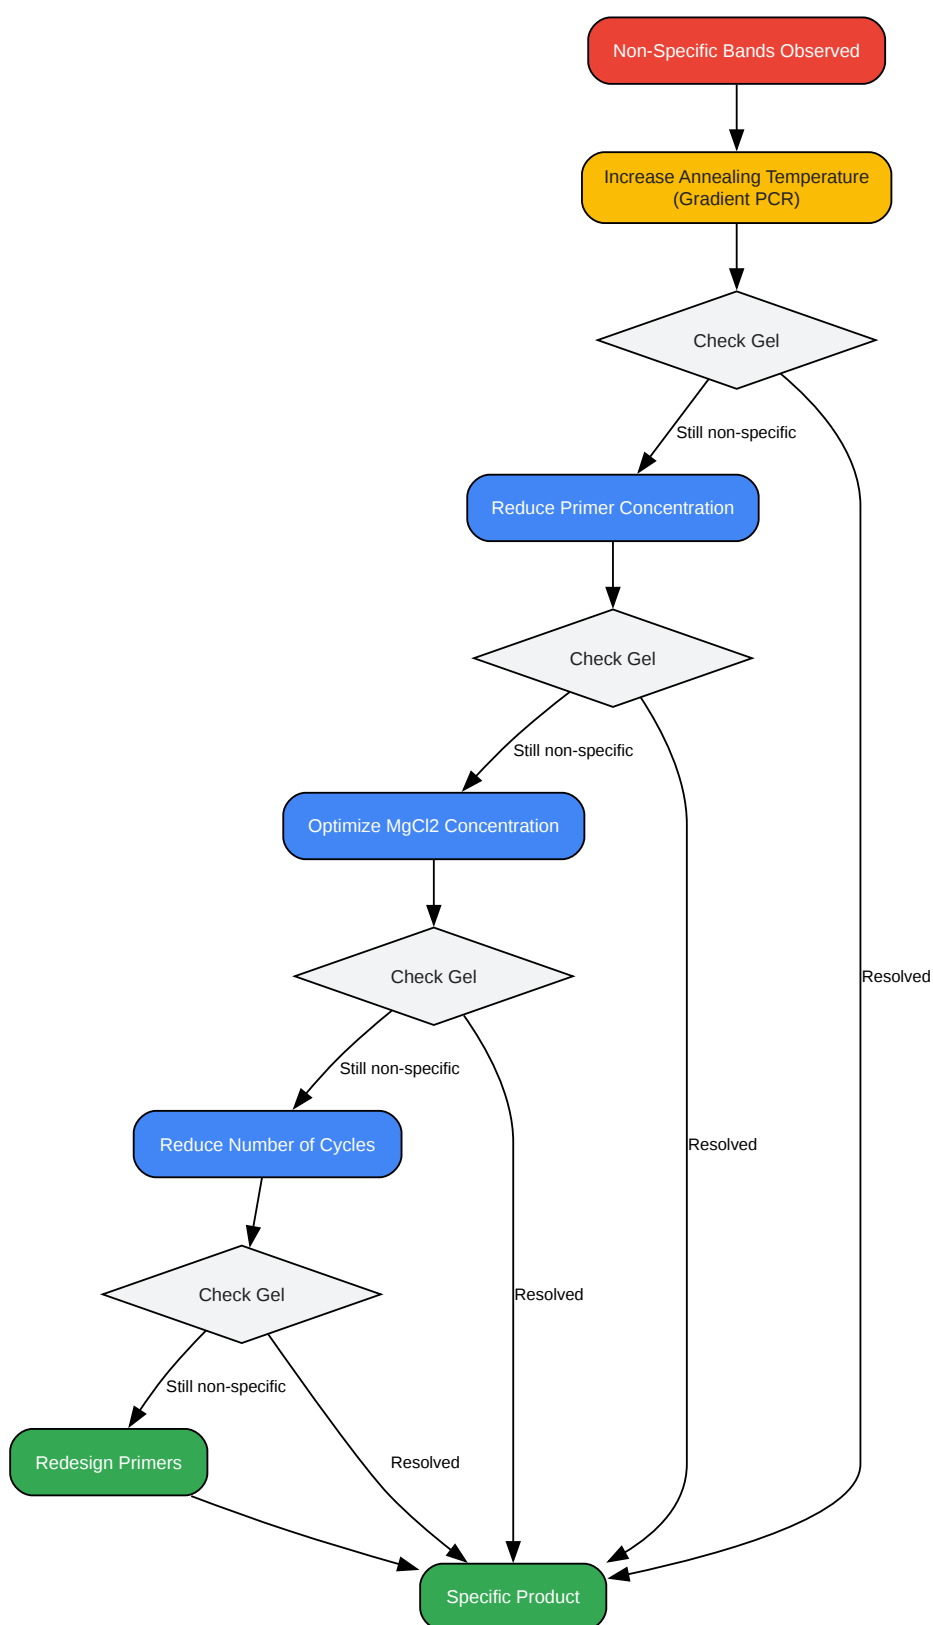 Non-Specific Bands Observed
Increase Annealing Temperature
(Gradient PCR)
Check Gel
Still non-specific
Reduce Primer Concentration
Check Gel
Still non-specific
Optimize MgCl2 Concentration
Check Gel
Resolved
Still non-specific
Reduce Number of Cycles
Resolved
Check Gel
Resolved
Still non-specific
Redesign Primers
Resolved
Specific Product